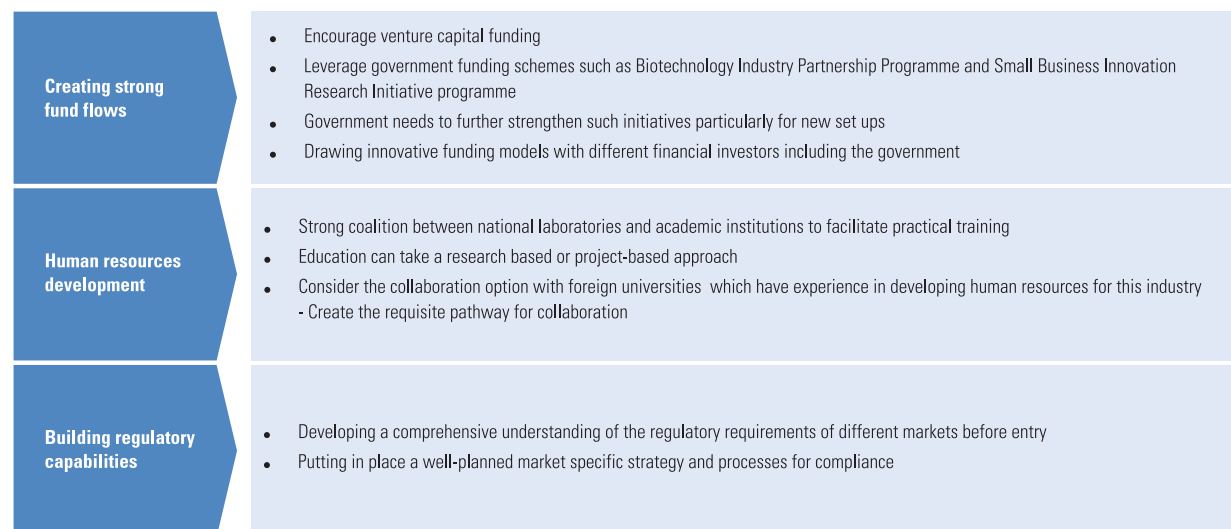 Creating strong
fund flows
• Encourage venture capital funding
• Leverage government funding schemes such as Biotechnology Industry Partnership Programme and Small Business Innovation
Research Initiative programme
• Government needs to further strengthen such initiatives particularly for new set ups
• Drawing innovative funding models with different financial investors including the government
Human resources
development
• Strong coalition between national laboratories and academic institutions to facilitate practical training
• Education can take a research based or project-based approach
• Consider the collaboration option with foreign universities which have experience in developing human resources for this industry
- Create the requisite pathway for collaboration
Building regulatory
capabilities
• Developing a comprehensive understanding of the regulatory requirements of different markets before entry
• Putting in place a well-planned market specific strategy and processes for compliance